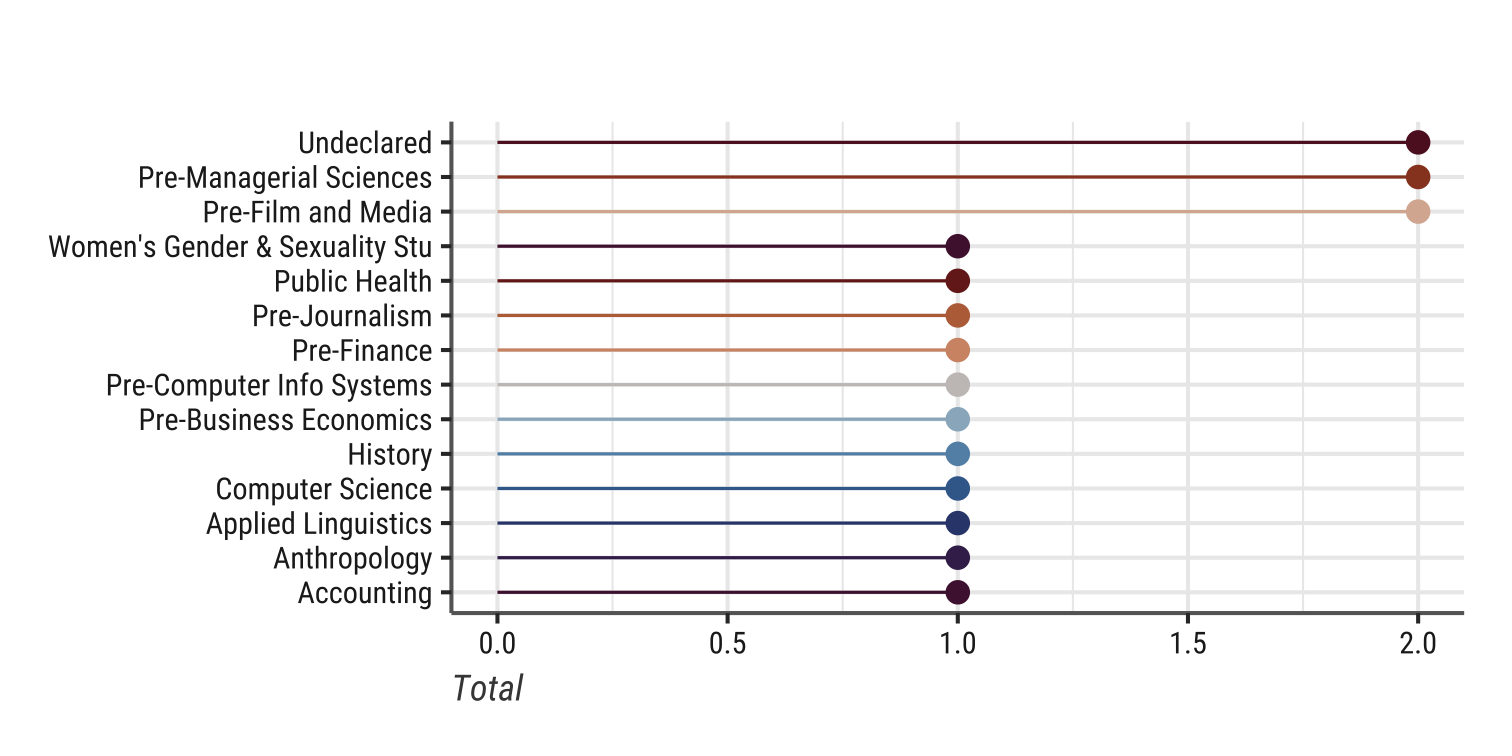 Undeclared
Pre-Managerial Sciences
Pre-Film and Media
Women's Gender & Sexuality Stu
Public Health
Pre-Journalism
Pre-Finance
Pre-Computer Info Systems
Pre-Business Economics
History
Computer Science
Applied Linguistics
Anthropology
Accounting
0.0 0.5 1.0 1.5 2.0
Total